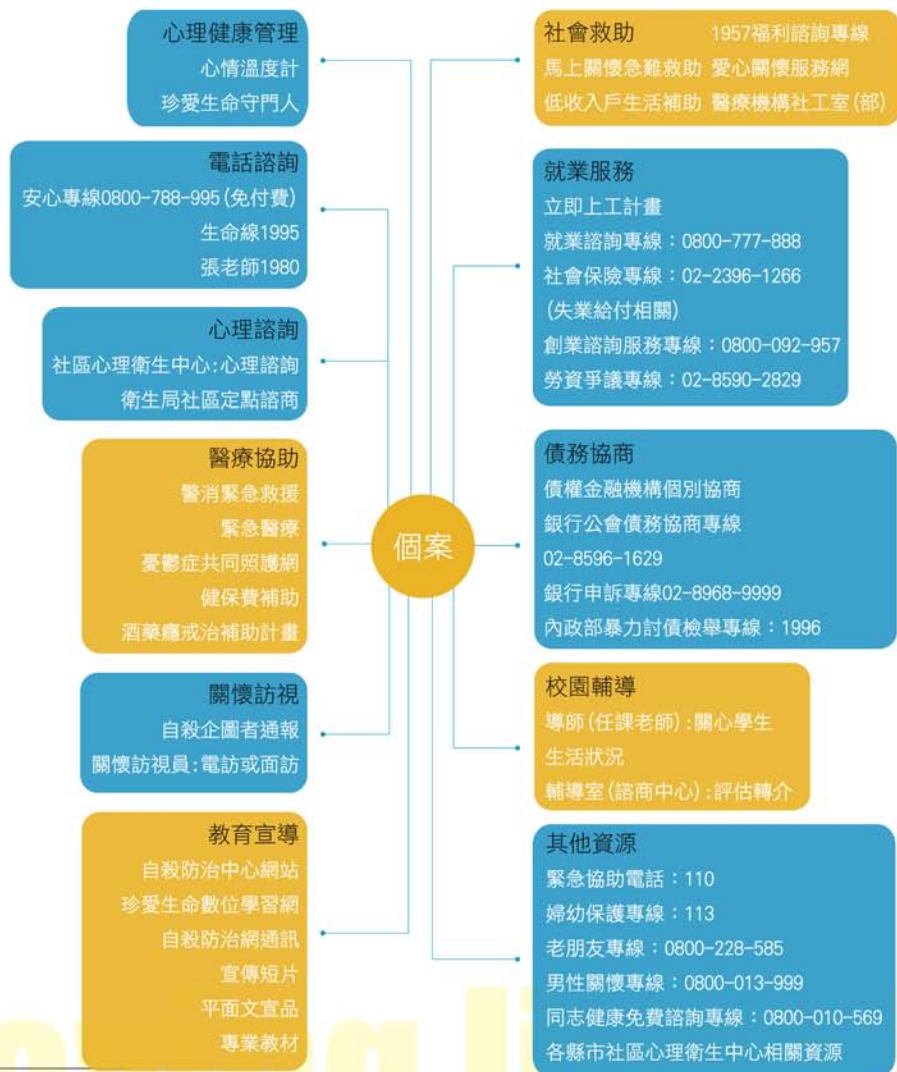 心理健康管理
心情溫度計
珍愛生命守門人
電話諮詢
安心專線0800-788-995(免付費)
生命線1995
張老師1980
心理諮詢
社區心理衛生中心:心理諮詢
衛生局社區定點諮商
醫療協助
警消緊急救援
緊急醫療
憂鬱症共同照護網
健保費補助
酒藥癮戒治補助計畫
關懷訪視
自殺企圖者通報
關懷訪視員:電訪或面訪
教育宣導
自殺防治中心網站
珍愛生命數位學習網
自殺防治網通訊
宣傳短片
平面文宣品
專業教材
個案
社會救助 1957福利諮詢專線
馬上關懷急難救助 愛心關懷服務網
低收入戶生活補助 醫療機構社工室(部)
就業服務
立即上工計畫
就業諮詢專線：0800-777-888
社會保險專線：02-2396-1266
(失業給付相關)
創業諮詢服務專線：0800-092-957
勞資爭議專線：02-8590-2829
債務協商
債權金融機構個別協商
銀行公會債務協商專線
02-8596-1629
銀行申訴專線02-8968-9999
內政部暴力討債檢舉專線：1996
校園輔導
導師(任課老師):關心學生
生活狀況
輔導室(諮商中心):評估轉介
其他資源
緊急協助電話：110
婦幼保護專線：113
老朋友專線：0800-228-585
男性關懷專線：0800-013-999
同志健康免費諮詢專線：0800-010-569
各縣市社區心理衛生中心相關資源